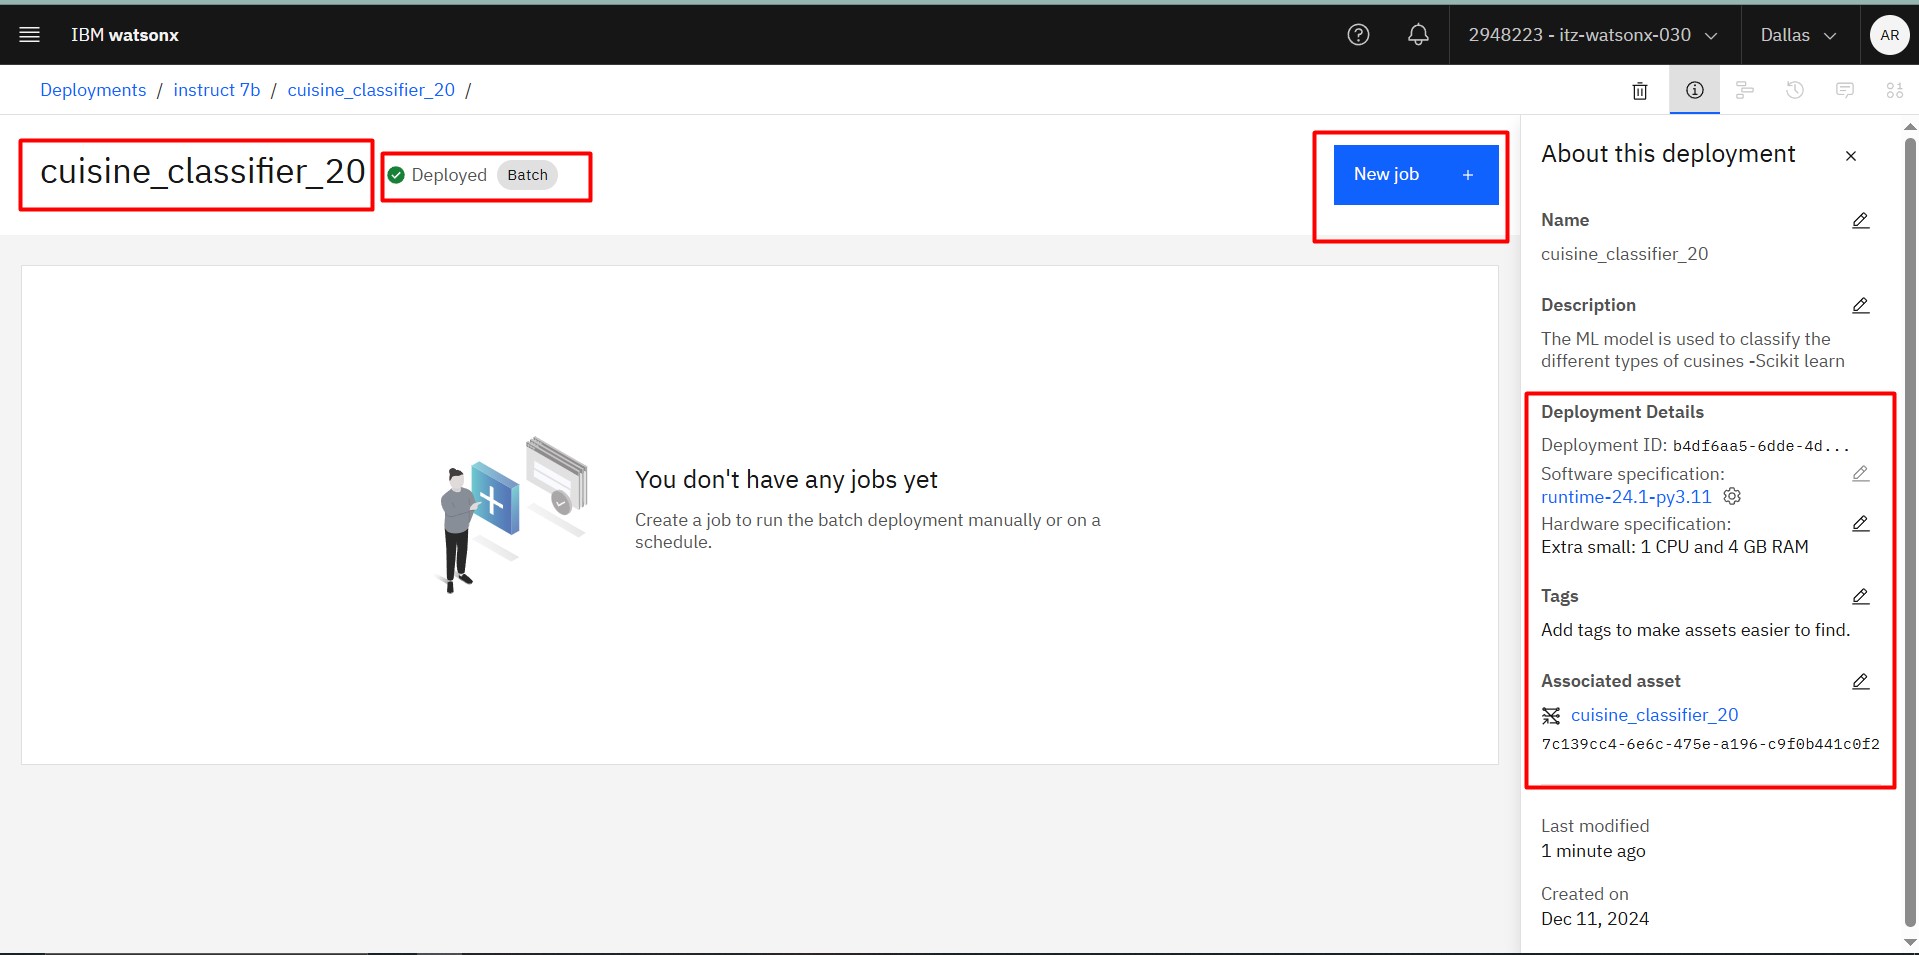 IBM watsonx
2948223 - itz-watsonx-030
Dallas
AR
Deployments / instruct 7b / cuisine_classifier_20 /
cuisine_classifier_20
Deployed
Batch
New job +
You don't have any jobs yet
Create a job to run the batch deployment manually or on a
schedule.
About this deployment
Name
cuisine_classifier_20
Description
The ML model is used to classify the
different types of cusines -Scikit learn
Deployment Details
Deployment ID: b4df6aa5-6dde-4d...
Software specification:
runtime-24.1-py3.11
Hardware specification:
Extra small: 1 CPU and 4 GB RAM
Tags
Add tags to make assets easier to find.
Associated asset
cuisine_classifier_20
7c139cc4-6e6c-475e-a196-c9f0b441c0f2
Last modified
1 minute ago
Created on
Dec 11, 2024